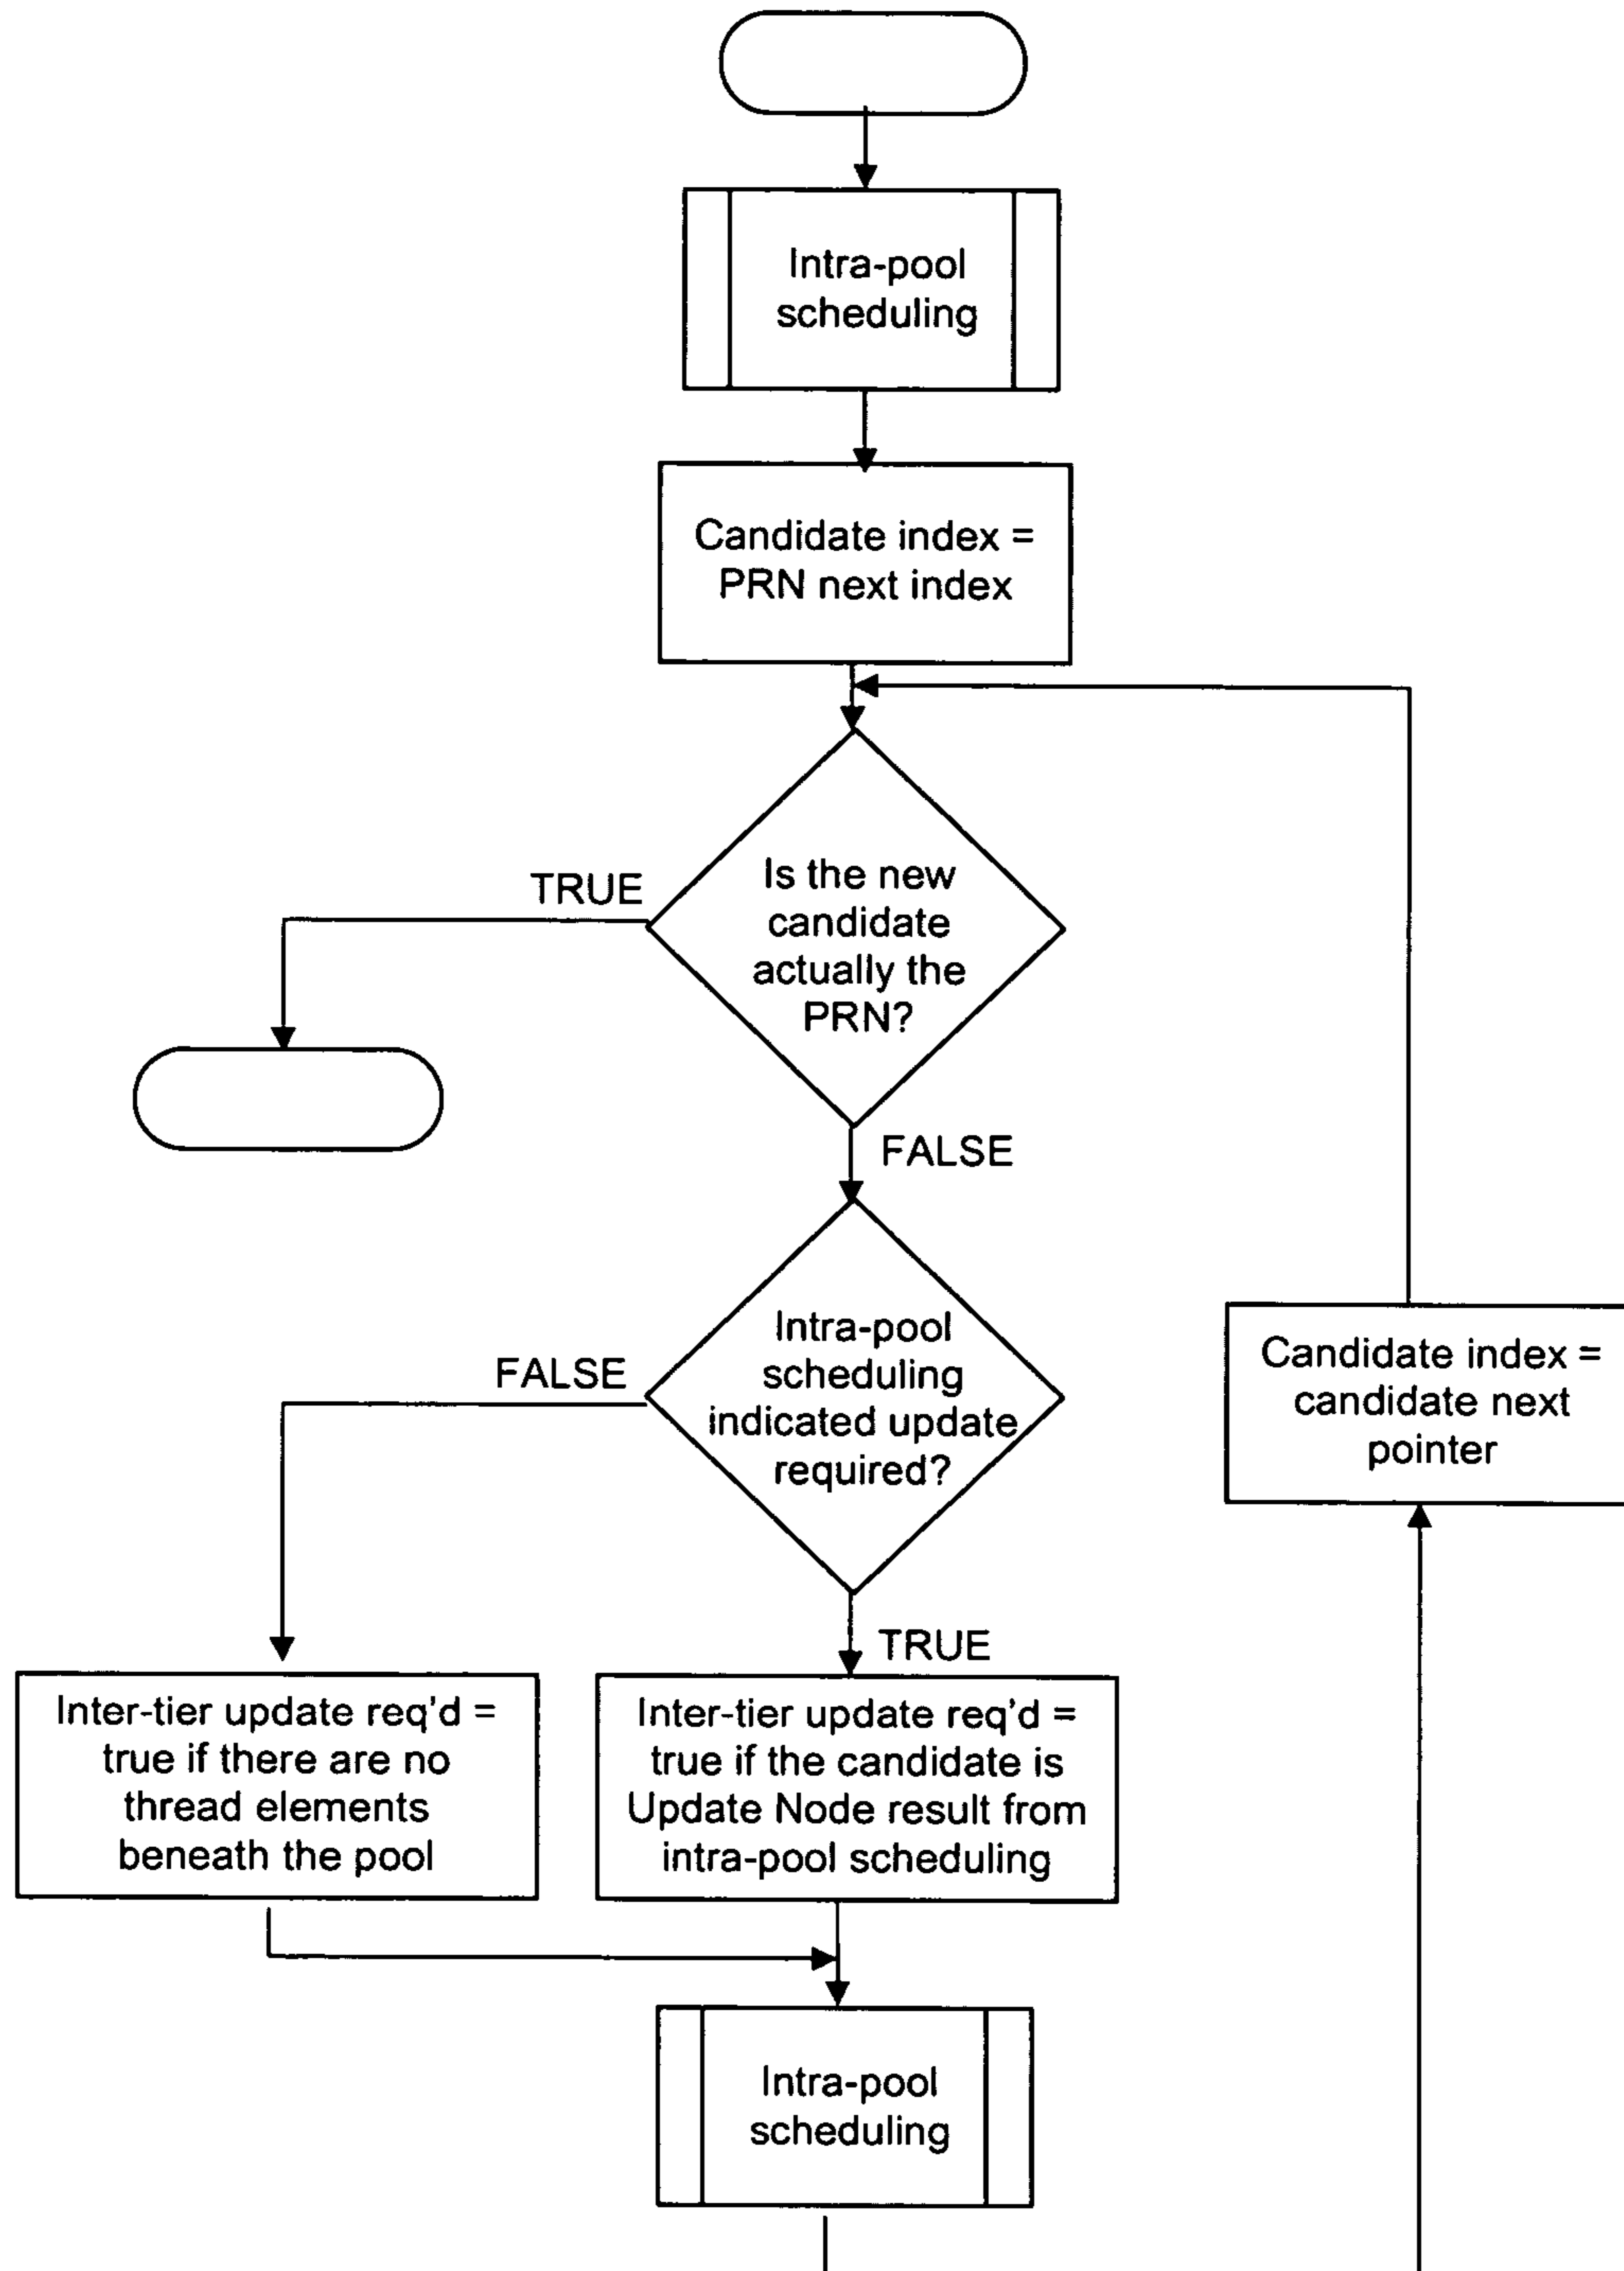 Intra-pool
scheduling
Candidate index =
PRN next index
TRUE
Is the new
candidate
actually the
PRN?
FALSE
FALSE
Intra-pool
scheduling
indicated update
required?
Candidate index =
candidate next
pointer
TRUE
Inter-tier update req'd =
true if there are no
thread elements
beneath the pool
Inter-tier update req'd =
true if the candidate is
Update Node result from
intra-pool scheduling
Intra-pool
scheduling